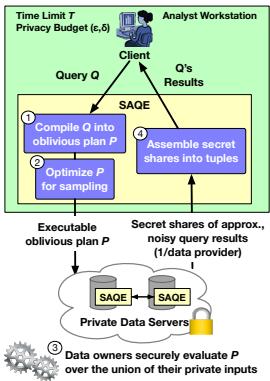 Time Limit T
Privacy Budget (ε,δ)
Analyst Workstation
Client
Query Q
Q's
Results
SAQE
1
Compile Q into
oblivious plan P
2
Optimize P
for sampling
4
Assemble secret
shares into tuples
Executable
oblivious plan P
Secret shares of approx.,
noisy query results
(1/data provider)
SAQE
SAQE
Private Data Servers
3
Data owners securely evaluate P
over the union of their private inputs